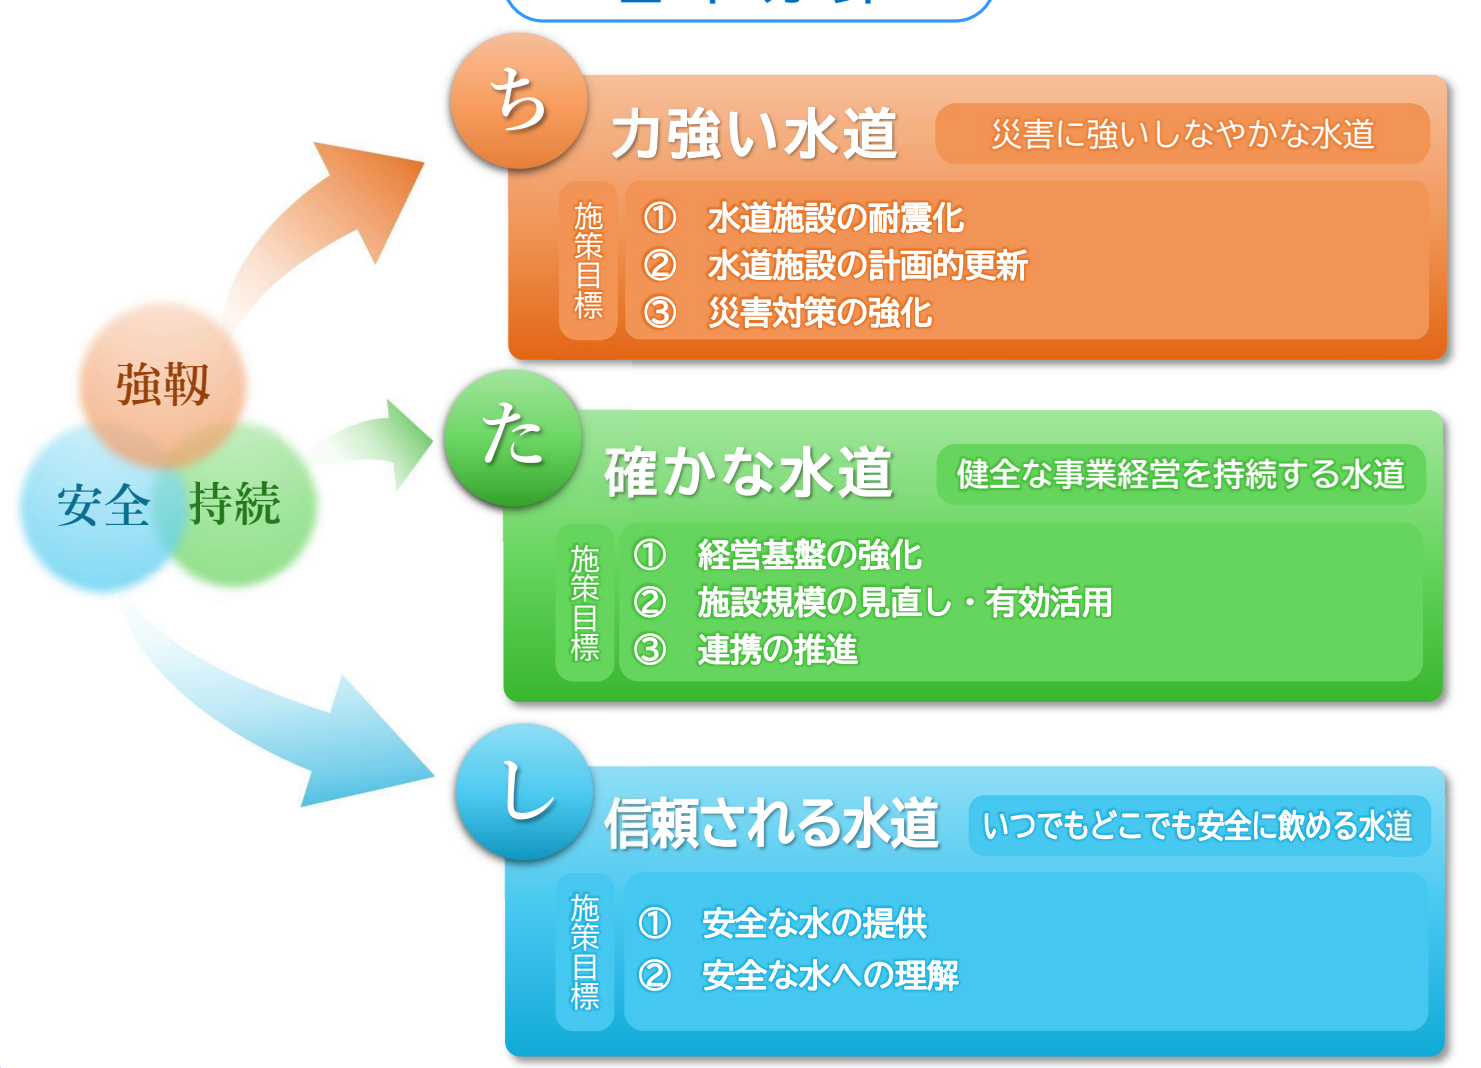 強靱
安全
持続
ち
力強い水道
災害に強いしなやかな水道
施策目標
① 水道施設の耐震化
② 水道施設の計画的更新
③ 災害対策の強化
た
確かな水道
健全な事業経営を持続する水道
施策目標
① 経営基盤の強化
② 施設規模の見直し・有効活用
③ 連携の推進
し
信頼される水道
いつでもどこでも安全に飲める水道
施策目標
① 安全な水の提供
② 安全な水への理解